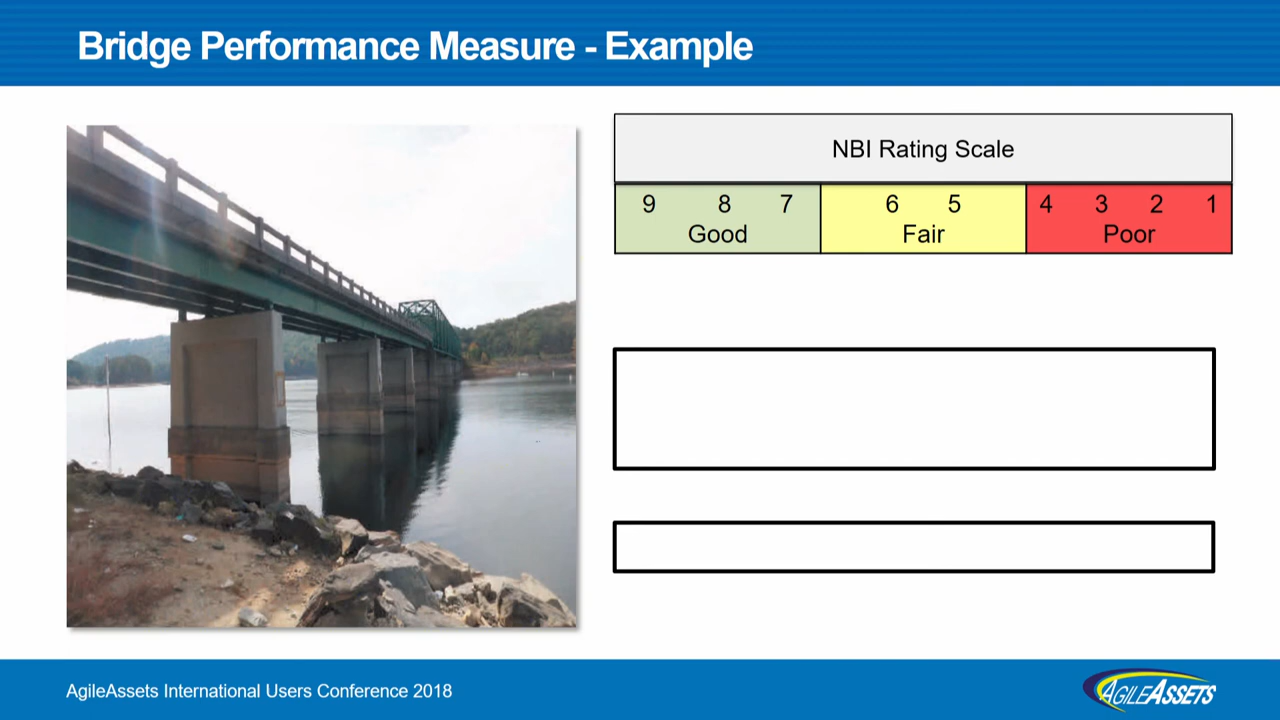 Bridge Performance Measure - Example
NBI Rating Scale
9 8 7
Good
6 5
Fair
4 3 2 1
Poor
AgileAssets International Users Conference 2018
AGILEASSETS